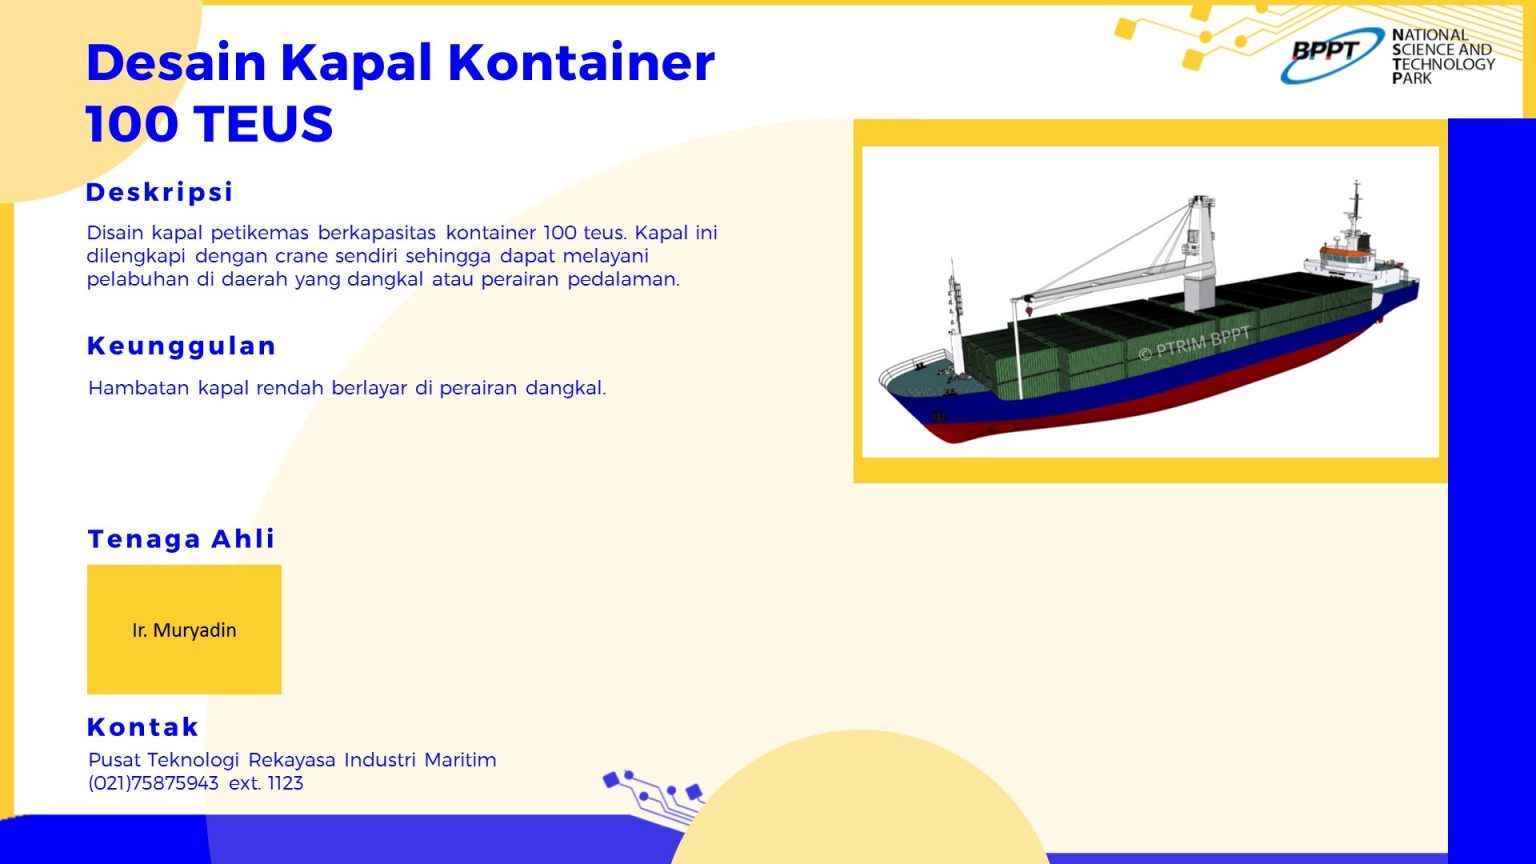 Desain Kapal Kontainer
100 TEUS
BPPT
NATIONAL
SCIENCE AND
TECHNOLOGY
PARK
Deskripsi
Disain kapal petikemas berkapasitas kontainer 100 teus. Kapal ini
dilengkapi dengan crane sendiri sehingga dapat melayani
pelabuhan di daerah yang dangkal atau perairan pedalaman.
© PTRIM BPPT
Keunggulan
Hambatan kapal rendah berlayar di perairan dangkal.
Tenaga Ahli
Ir. Muryadin
Kontak
Pusat Teknologi Rekayasa Industri Maritim
(021)75875943 ext. 1123